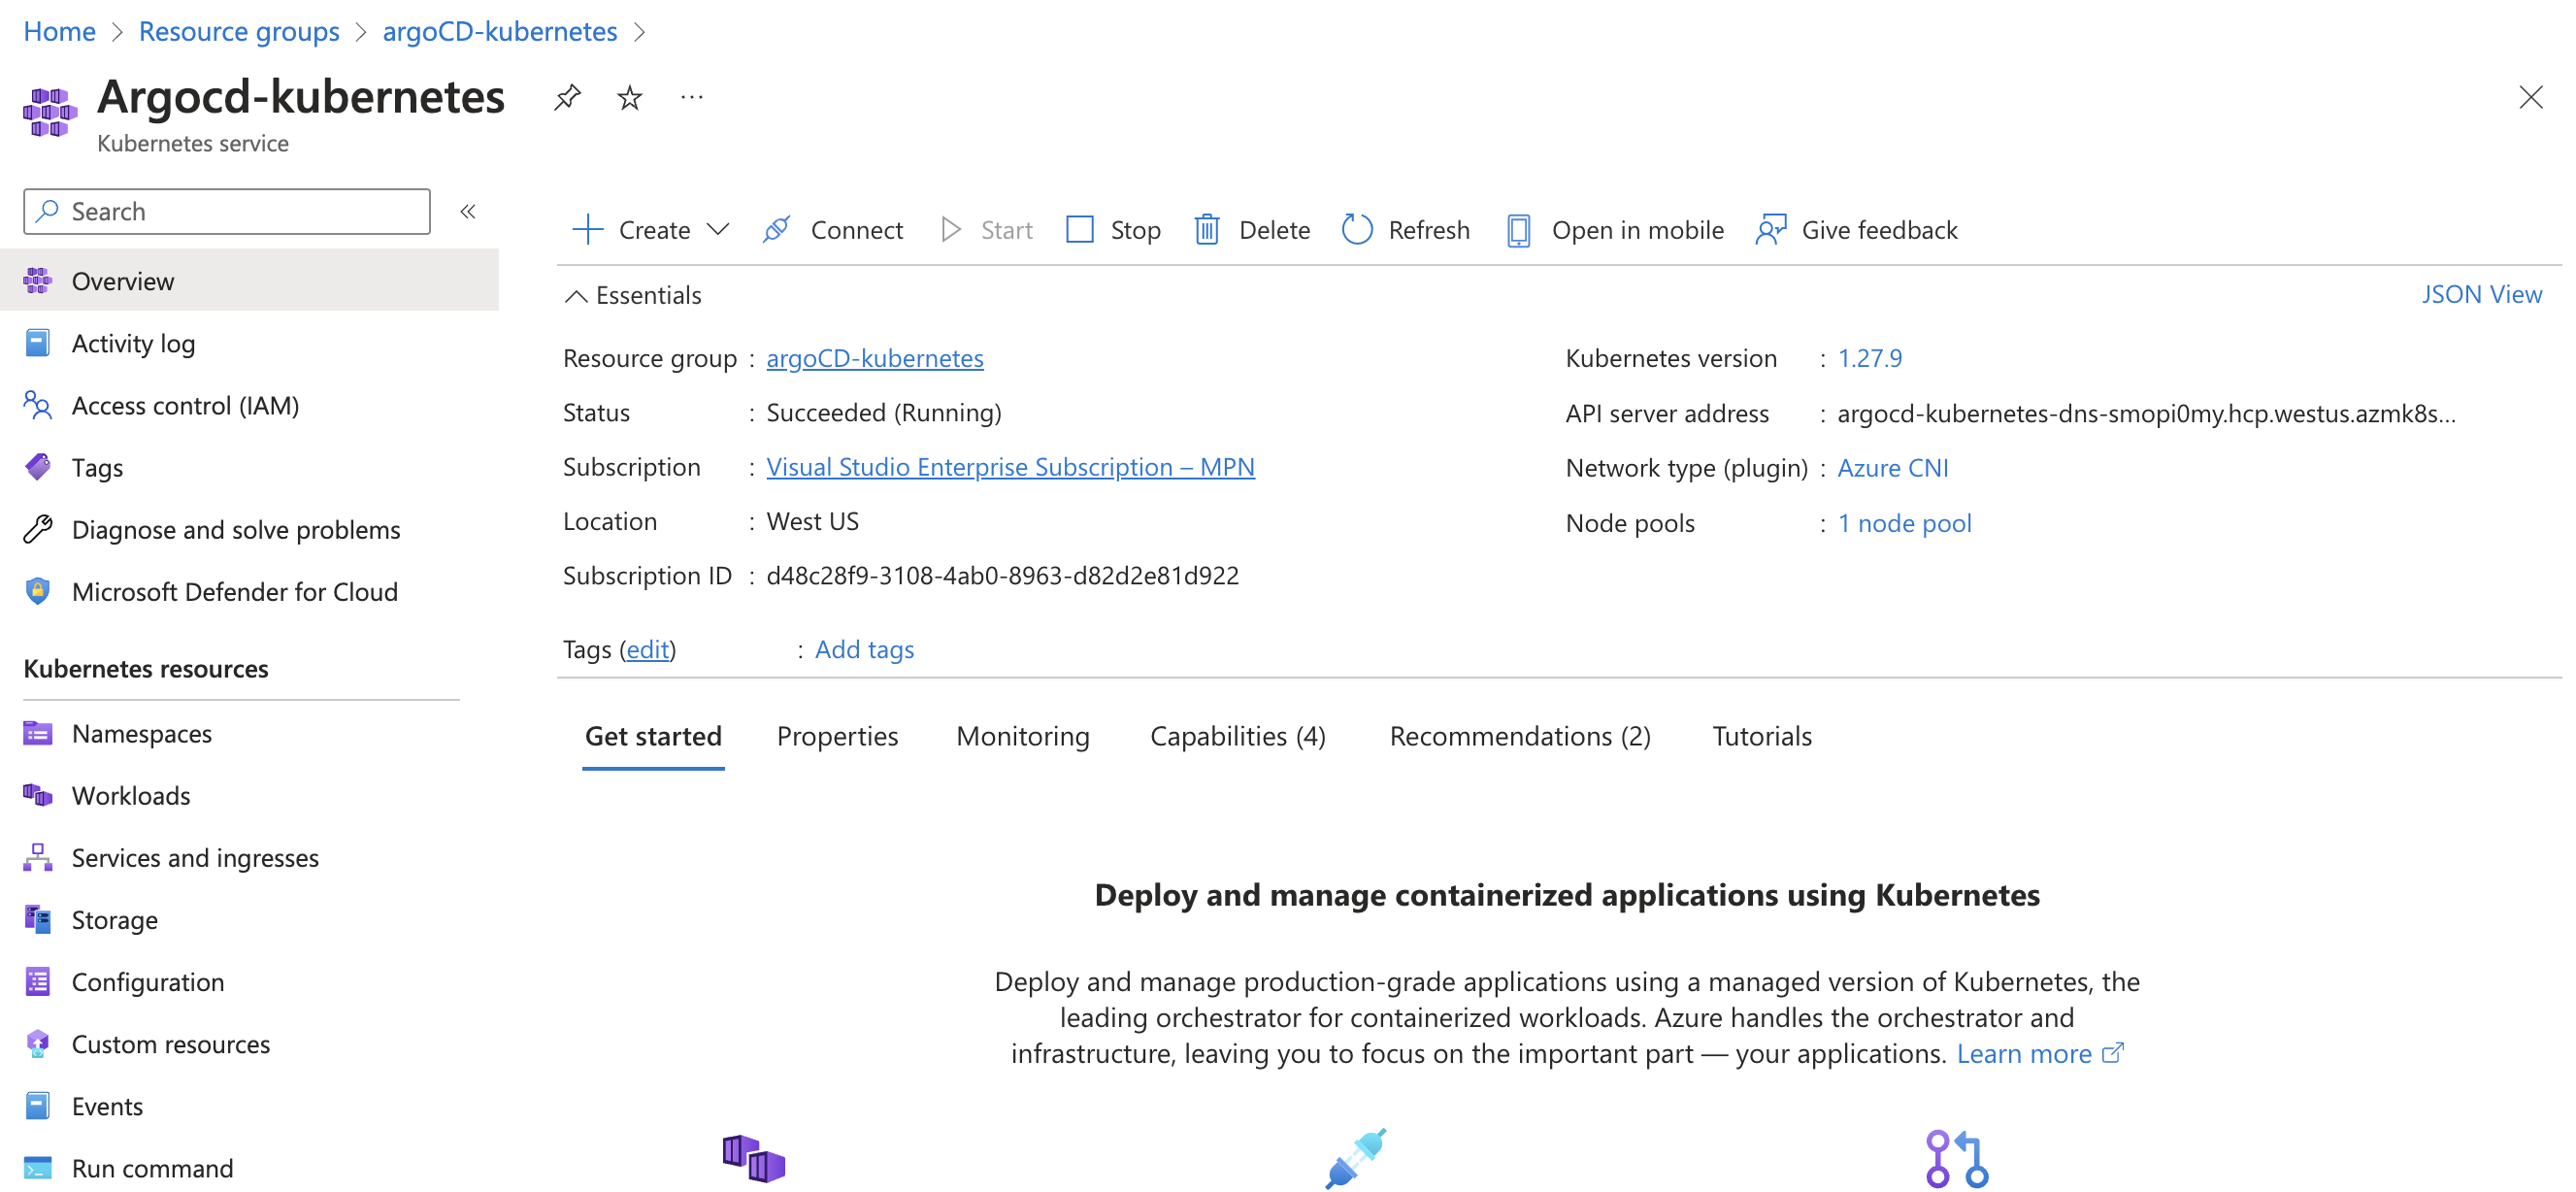 Home > Resource groups > argoCD-kubernetes >
Argocd-kubernetes
Kubernetes service
Search
Overview
Activity log
Access control (IAM)
Tags
Diagnose and solve problems
Microsoft Defender for Cloud
Kubernetes resources
Namespaces
Workloads
Services and ingresses
Storage
Configuration
Custom resources
Events
Run command
Create Connect Start Stop Delete Refresh Open in mobile Give feedback
Essentials
JSON View
Resource group : argoCD-kubernetes
Status : Succeeded (Running)
Subscription : Visual Studio Enterprise Subscription – MPN
Location : West US
Subscription ID : d48c28f9-3108-4ab0-8963-d82d2e81d922
Kubernetes version : 1.27.9
API server address : argocd-kubernetes-dns-smopi0my.hcp.westus.azmk8s...
Network type (plugin) : Azure CNI
Node pools : 1 node pool
Tags (edit) : Add tags
Get started Properties Monitoring Capabilities (4) Recommendations (2) Tutorials
Deploy and manage containerized applications using Kubernetes
Deploy and manage production-grade applications using a managed version of Kubernetes, the
leading orchestrator for containerized workloads. Azure handles the orchestrator and
infrastructure, leaving you to focus on the important part — your applications. Learn more